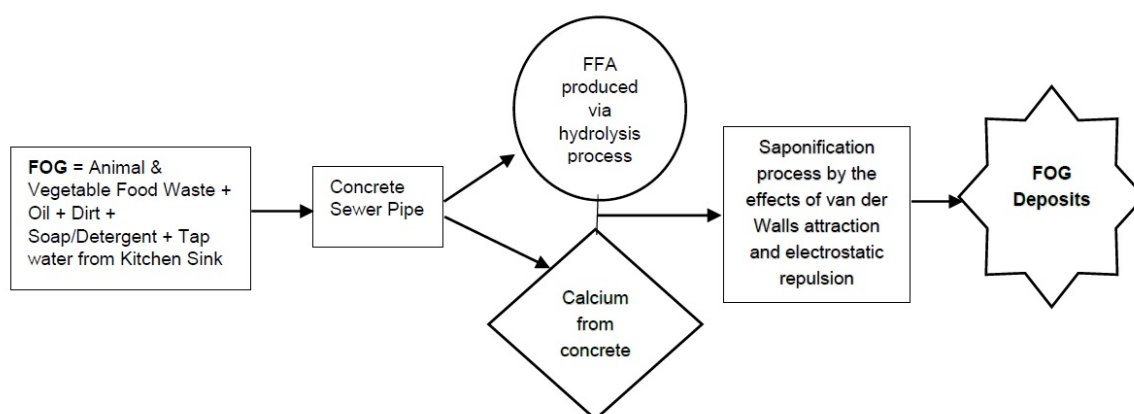 FOG = Animal &
Vegetable Food Waste +
Oil + Dirt +
Soap/Detergent + Tap
water from Kitchen Sink
Concrete
Sewer Pipe
FFA
produced
via
hydrolysis
process
Calcium
from
concrete
Saponification
process by the
effects of van der
Walls attraction
and electrostatic
repulsion
FOG
Deposits